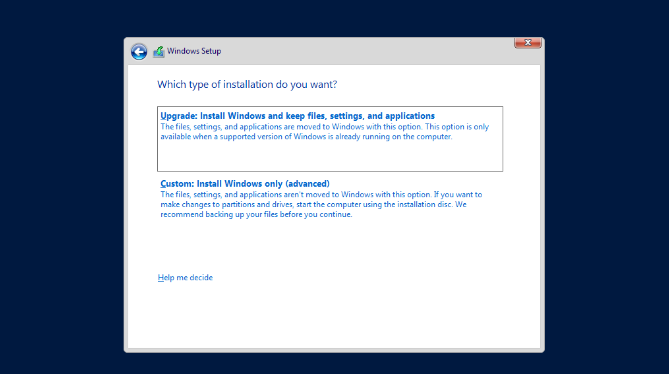 Windows Setup
Which type of installation do you want?
Upgrade: Install Windows and keep files, settings, and applications
The files, settings, and applications are moved to Windows with this option. This option is only
available when a supported version of Windows is already running on the computer.
Custom: Install Windows only (advanced)
The files, settings, and applications aren't moved to Windows with this option. If you want to
make changes to partitions and drives, start the computer using the installation disc. We
recommend backing up your files before you continue.
Help me decide